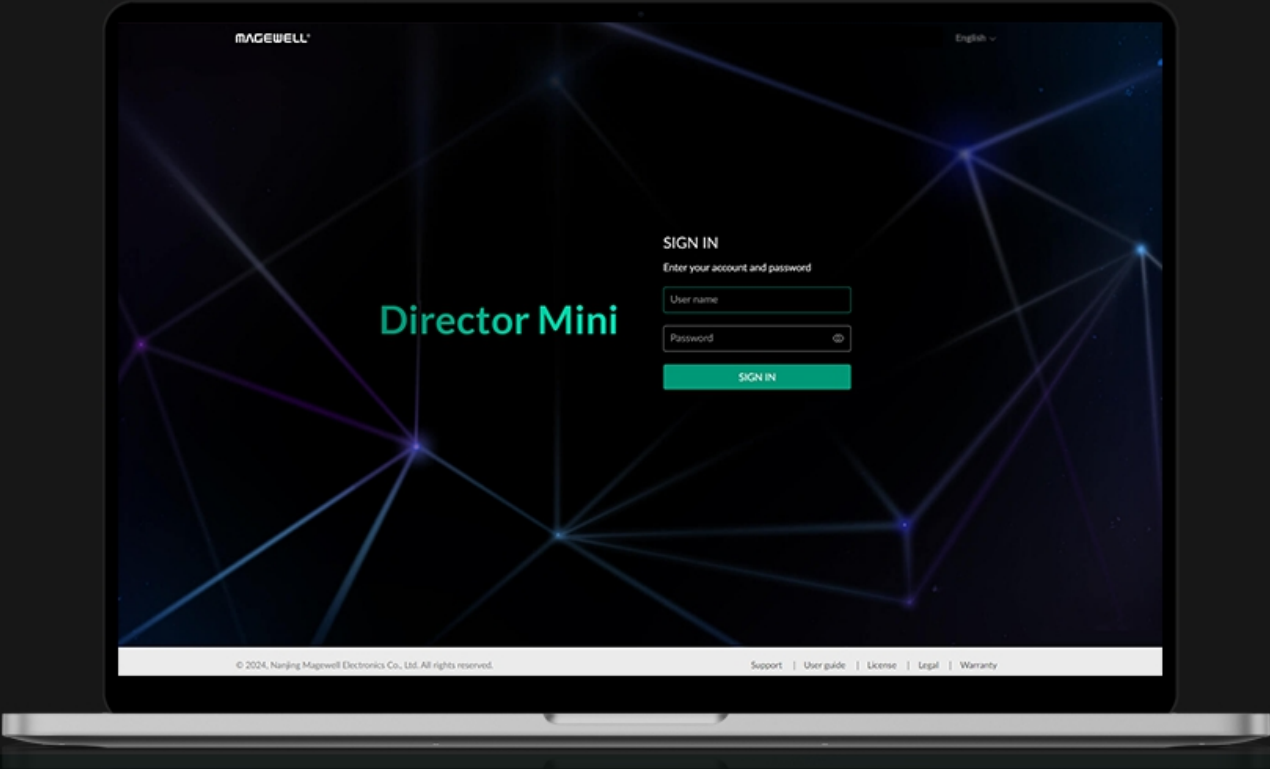 MAGEWELL®
English
Director Mini
SIGN IN
Enter your account and password
User name
Password
SIGN IN
© 2024, Nanjing Magewell Electronics Co., Ltd. All rights reserved.
Support | User guide | License | Legal | Warranty